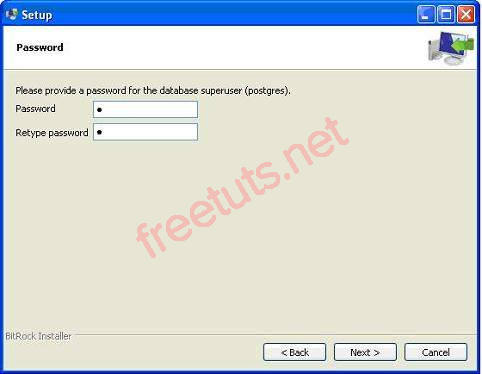 Setup
Password
Please provide a password for the database superuser (postgres).
Password
Retype password
freetuts.net
BitRock Installer
< Back
Next >
Cancel